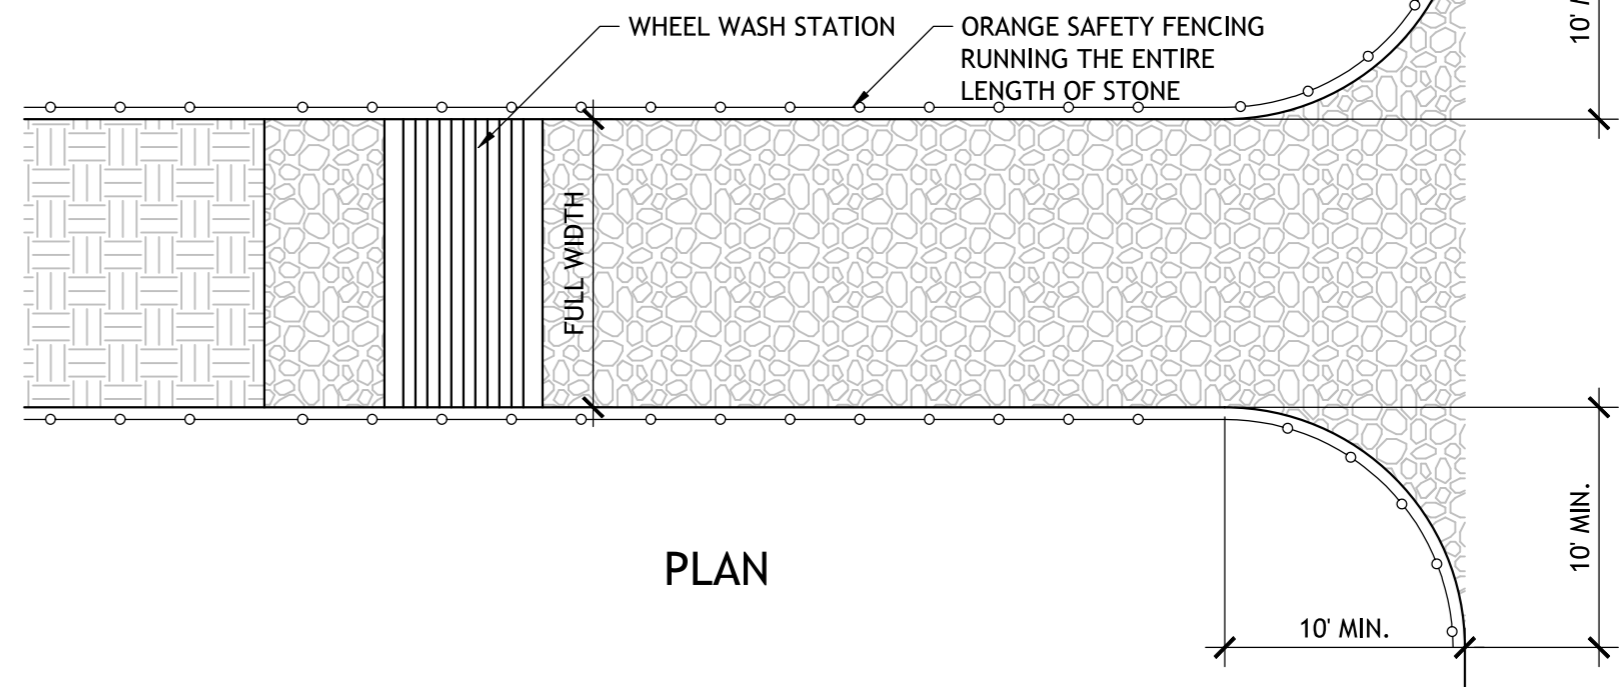 WHEEL WASH STATION
ORANGE SAFETY FENCING
RUNNING THE ENTIRE
LENGTH OF STONE
10'
FULL WIDTH
10' MIN.
PLAN
10' MIN.